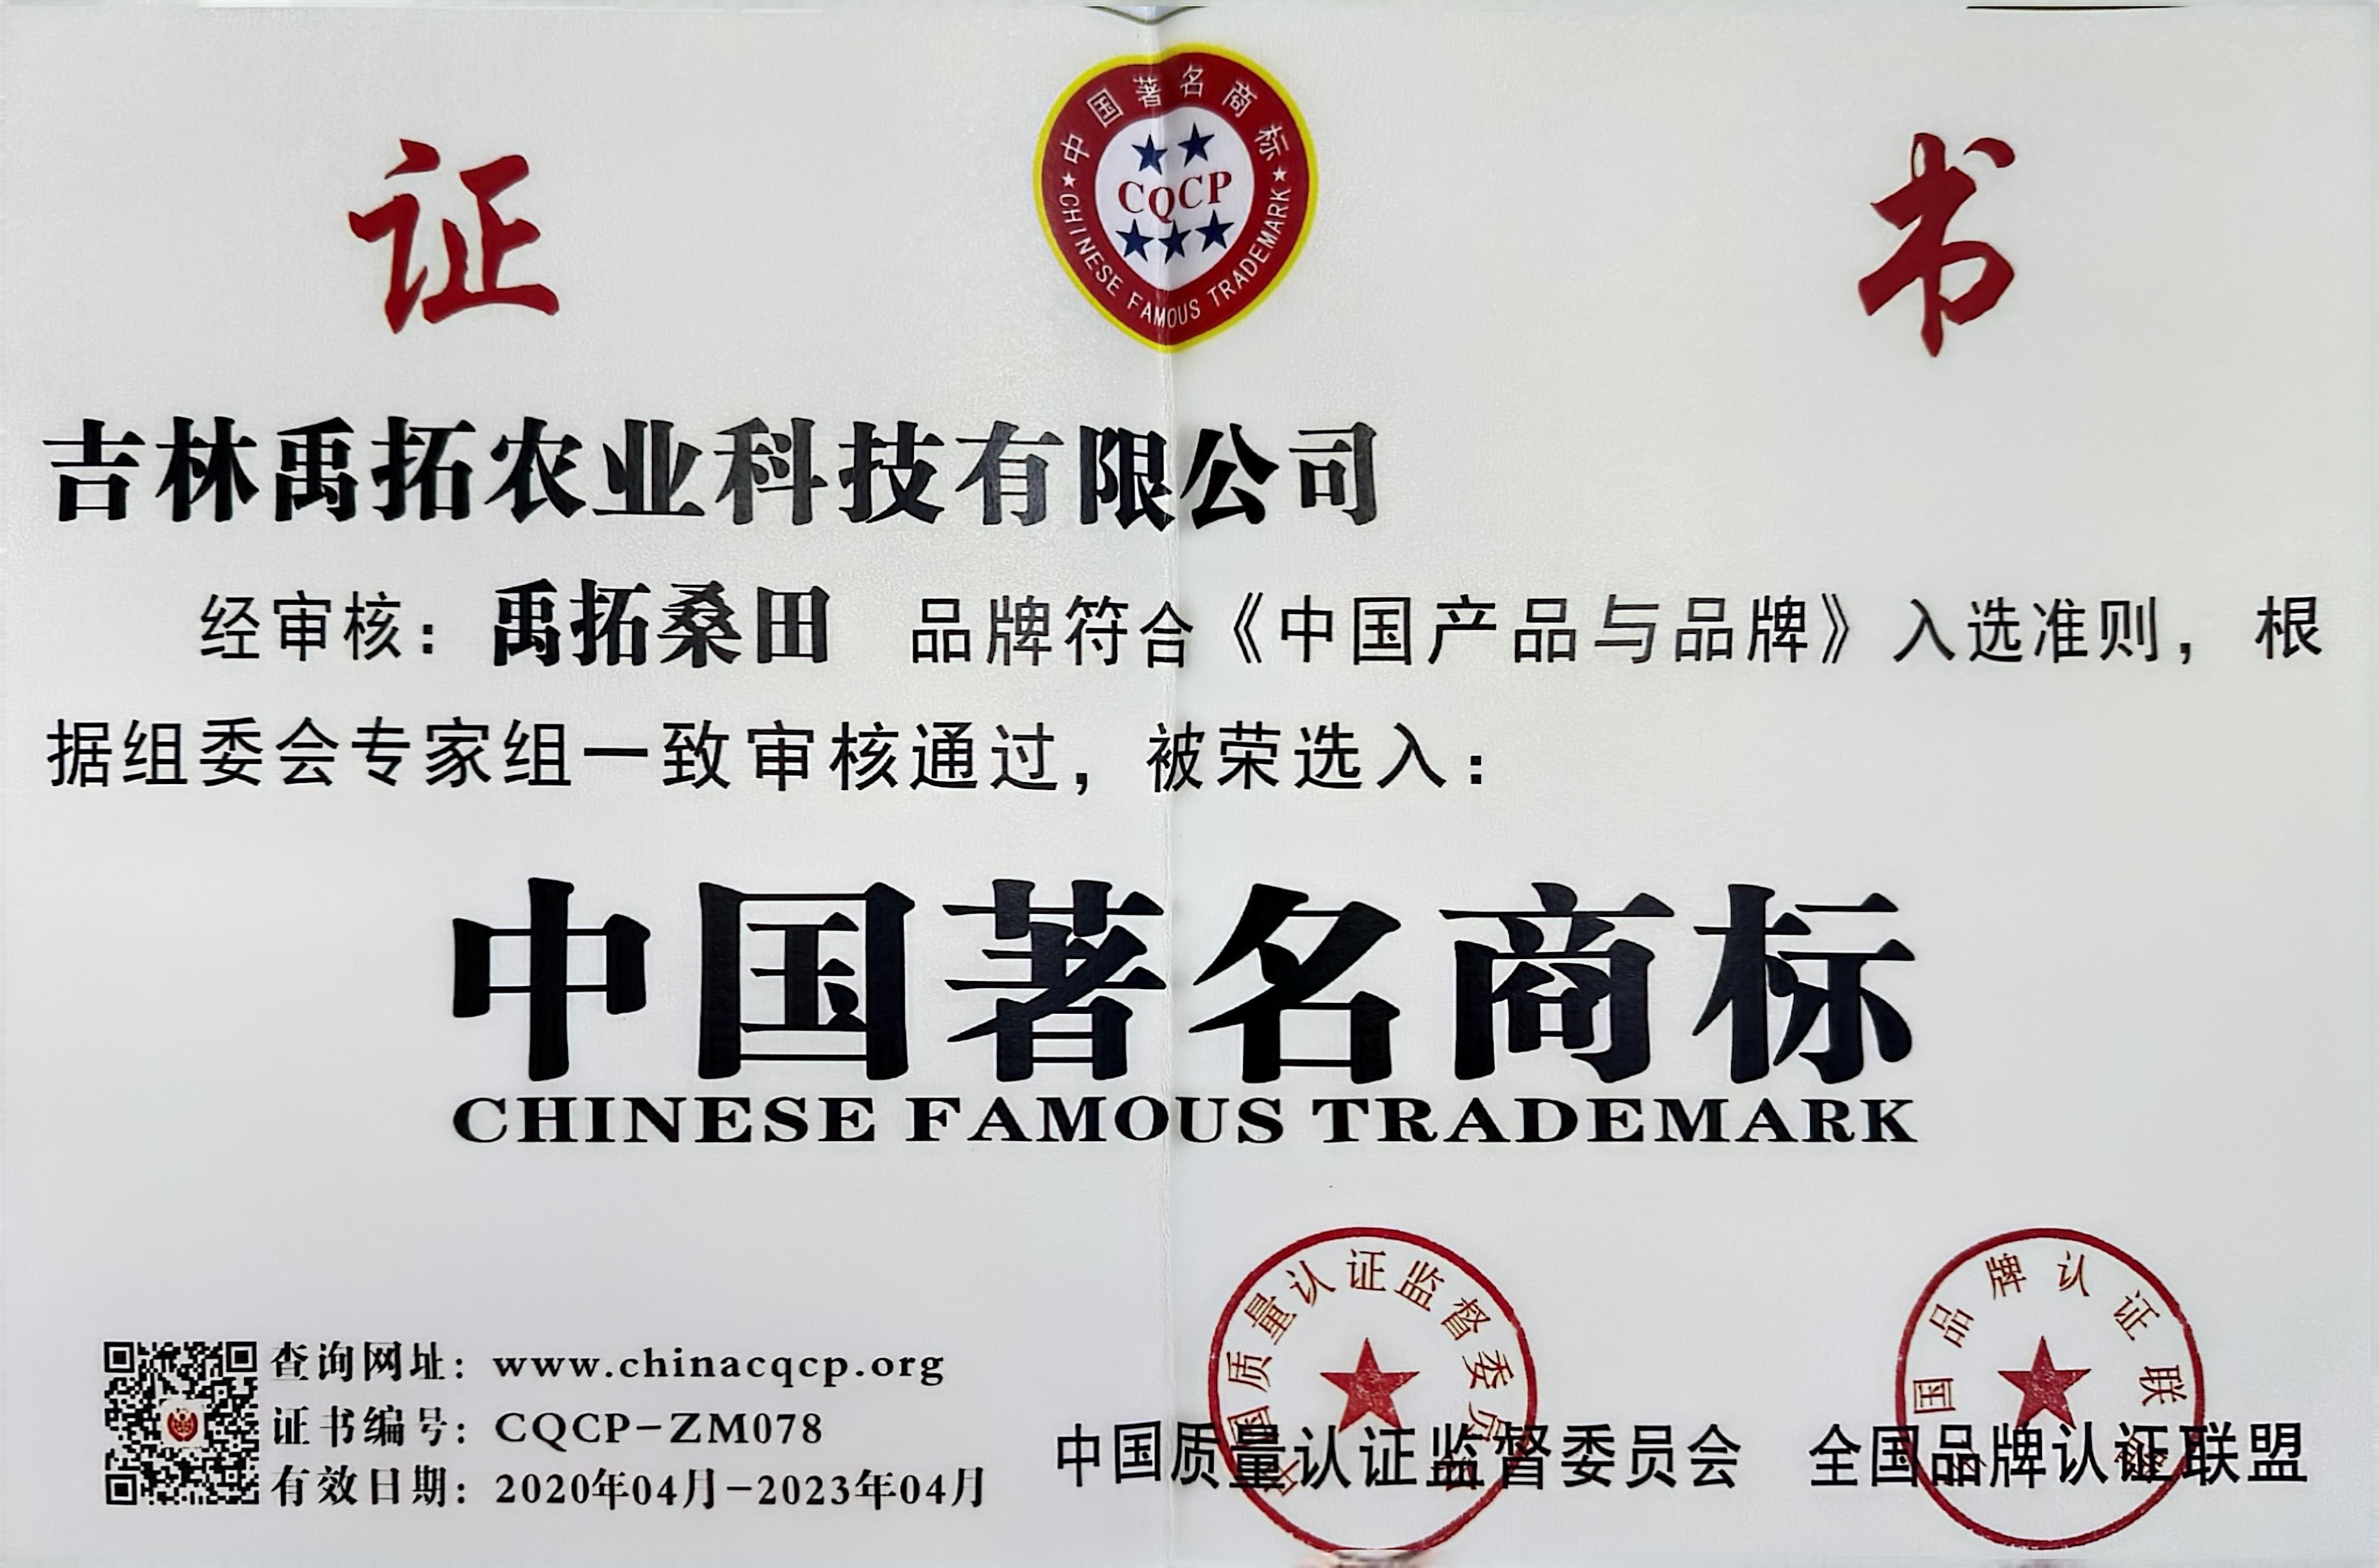 中国著名商标
CQCP
★CHINESE FAMOUS TRADEMARK★
证书
吉林禹拓农业科技有限公司
经审核：禹拓桑田 品牌符合《中国产品与品牌》入选准则，根
据组委会专家组一致审核通过，被荣选入：
中国著名商标
CHINESE FAMOUS TRADEMARK
查询网址：www.chinacqcp.org
证书编号：CQCP-ZM078
有效日期：2020年04月-2023年04月
中国质量认证监督委员会
中国质量认证监督委员会
全国品牌认证联盟
全国品牌认证联盟